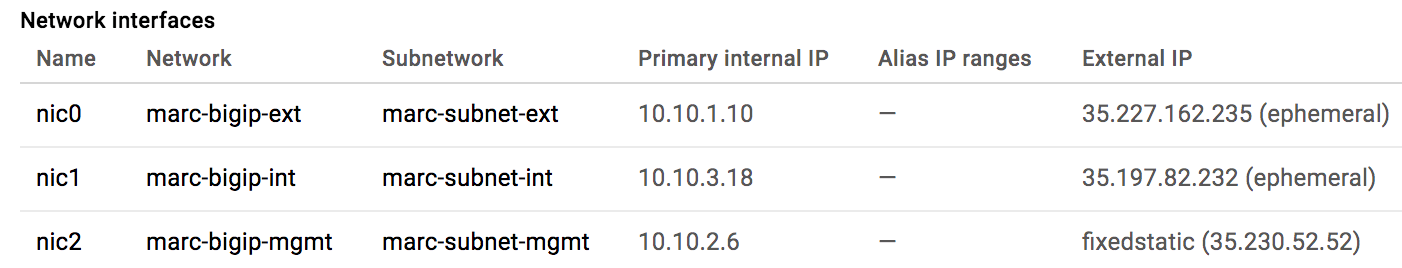 Network interfaces
Name Network Subnetwork Primary internal IP Alias IP ranges External IP
nic0 marc-bigip-ext marc-subnet-ext 10.10.1.10 — 35.227.162.235 (ephemeral)
nic1 marc-bigip-int marc-subnet-int 10.10.3.18 — 35.197.82.232 (ephemeral)
nic2 marc-bigip-mgmt marc-subnet-mgmt 10.10.2.6 — fixedstatic (35.230.52.52)